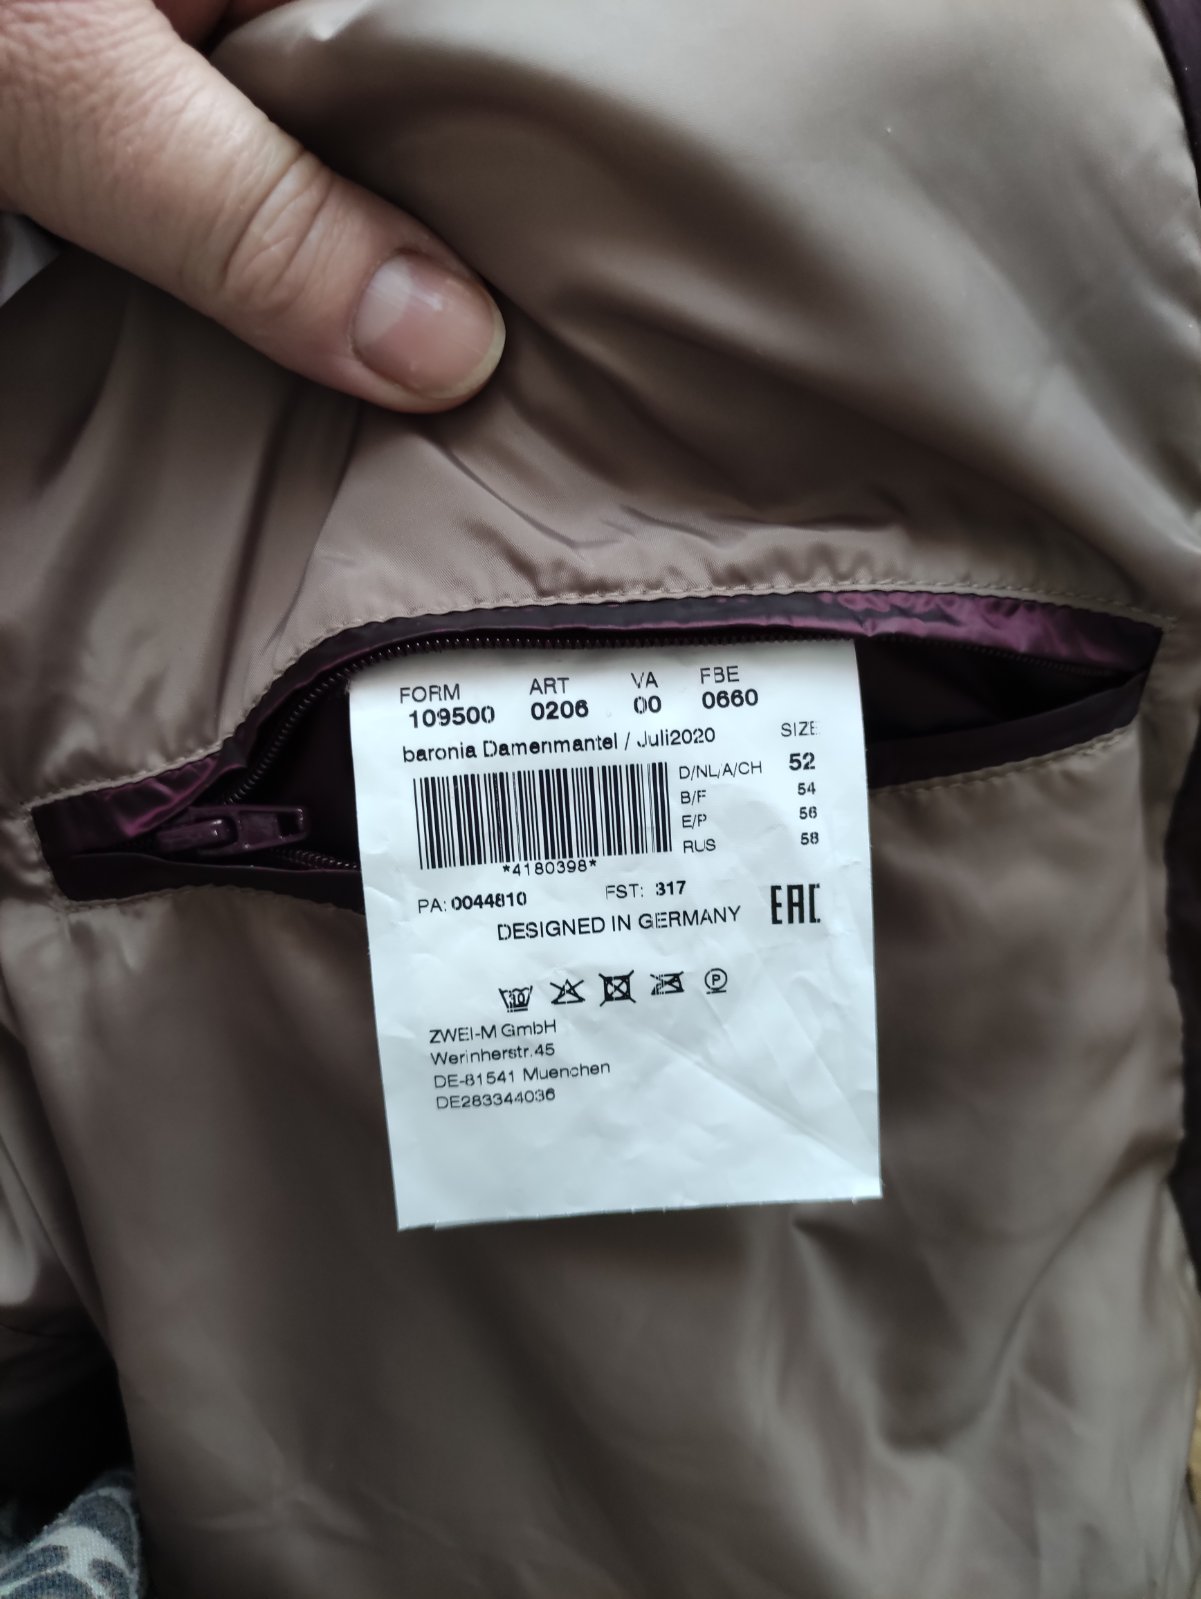 FORM ART VA FBE
109500 0206 00 0660
baronia Damenmantel / Juli2020 SIZE
D/NL/A/CH 52
B/F 54
E/P 56
RUS 58
*4180398*
PA: 0044810 FST: 317
DESIGNED IN GERMANY EAC
30
P
ZWEI-M GmbH
Werinherstr.45
DE-81541 Muenchen
DE283344036